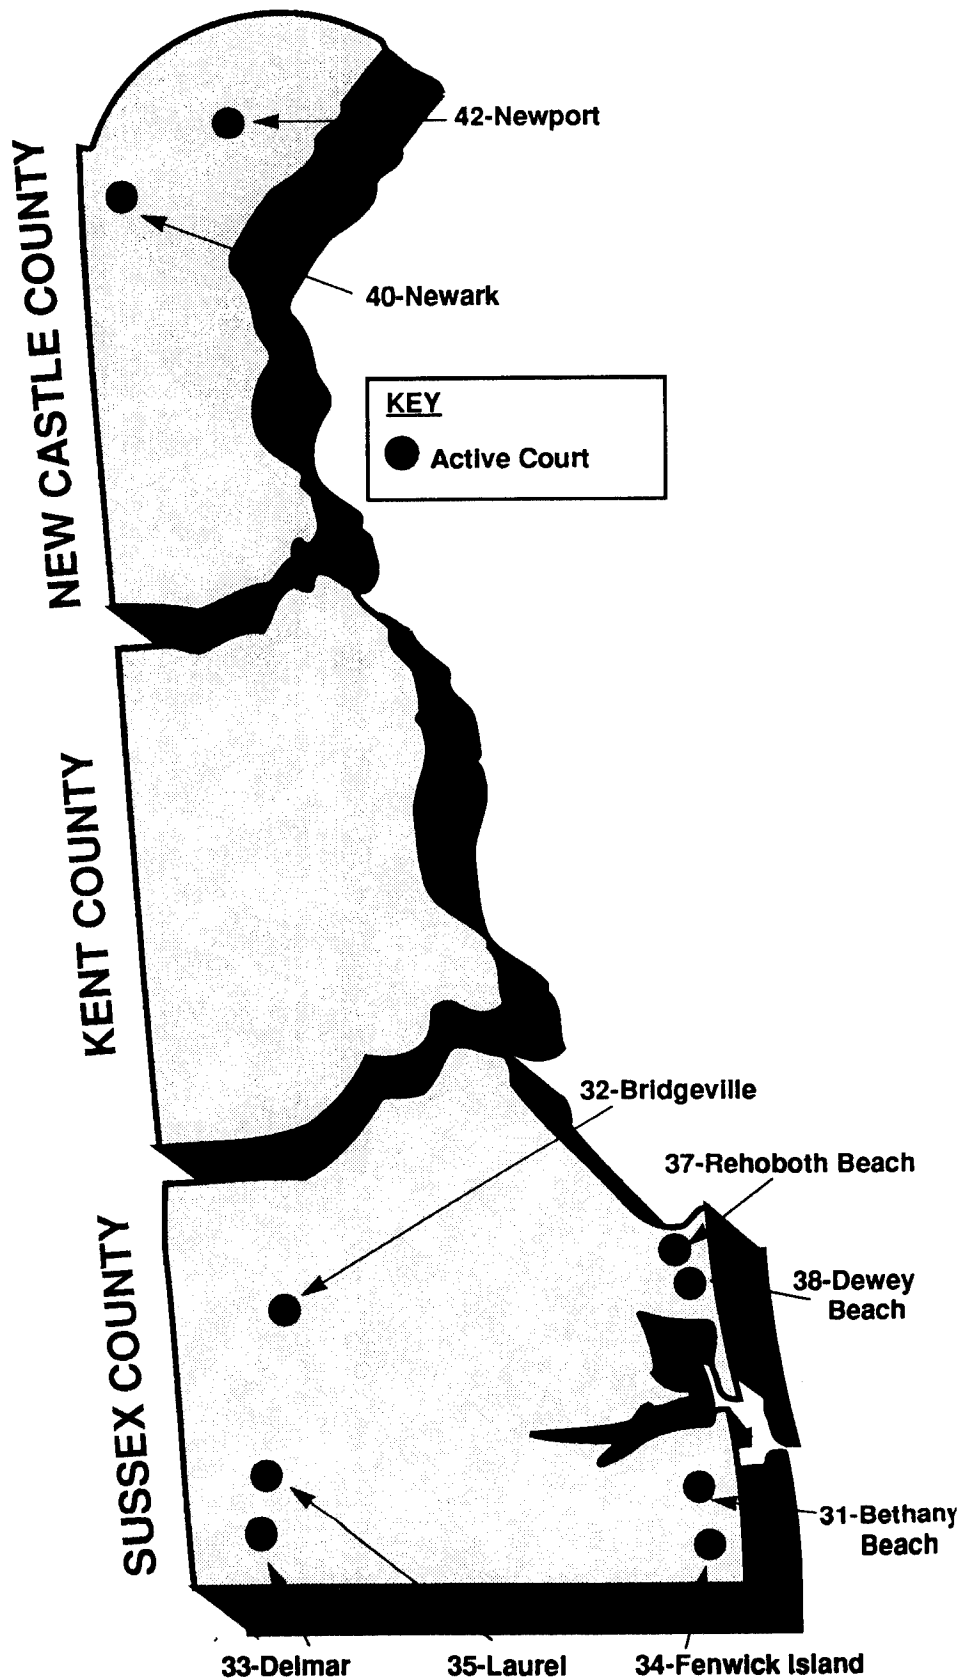 42-Newport
NEW CASTLE COUNTY
40-Newark
KEY
Active Court
KENT COUNTY
32-Bridgeville
37-Rehoboth Beach
38-Dewey
Beach
SUSSEX COUNTY
31-Bethany
Beach
33-Delmar
35-Laurel
34-Fenwick Island